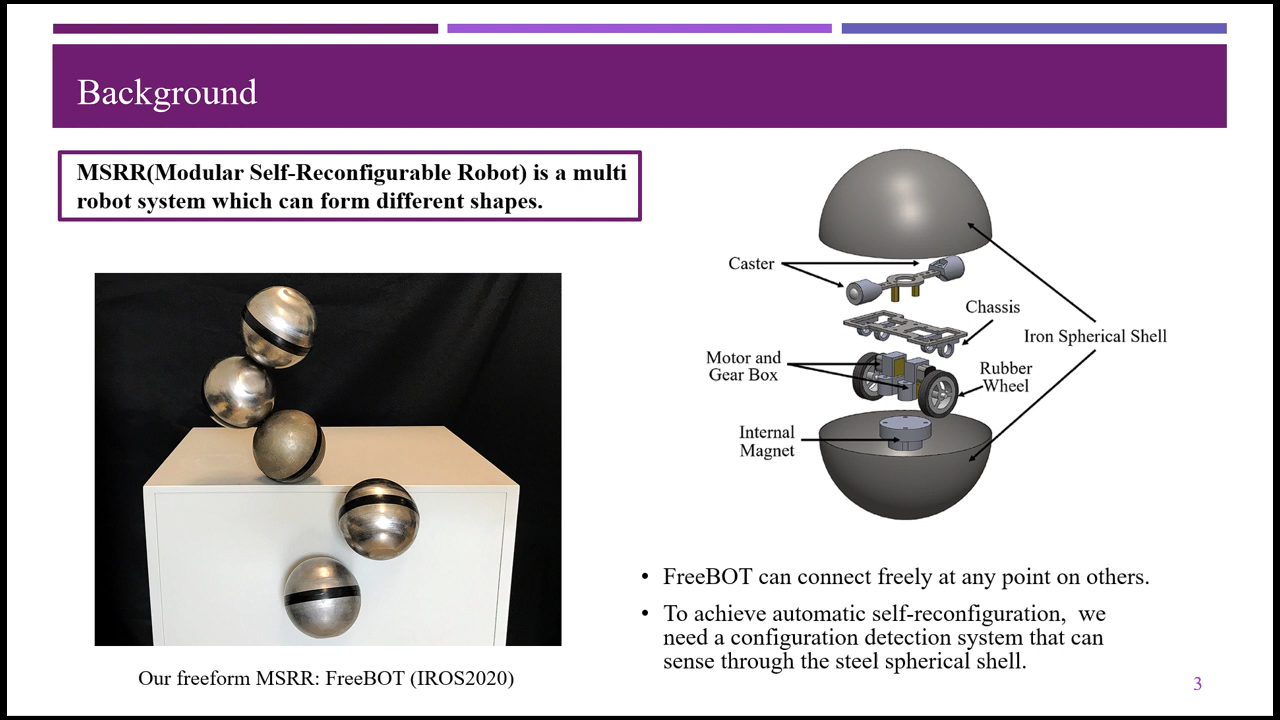 Background
MSRR(Modular Self-Reconfigurable Robot) is a multi
robot system which can form different shapes.
Caster
Chassis
Iron Spherical Shell
Motor and
Gear Box
Rubber
Wheel
Internal
Magnet
• FreeBOT can connect freely at any point on others.
• To achieve automatic self-reconfiguration,  we
need a configuration detection system that can
sense through the steel spherical shell.
Our freeform MSRR: FreeBOT (IROS2020)
3